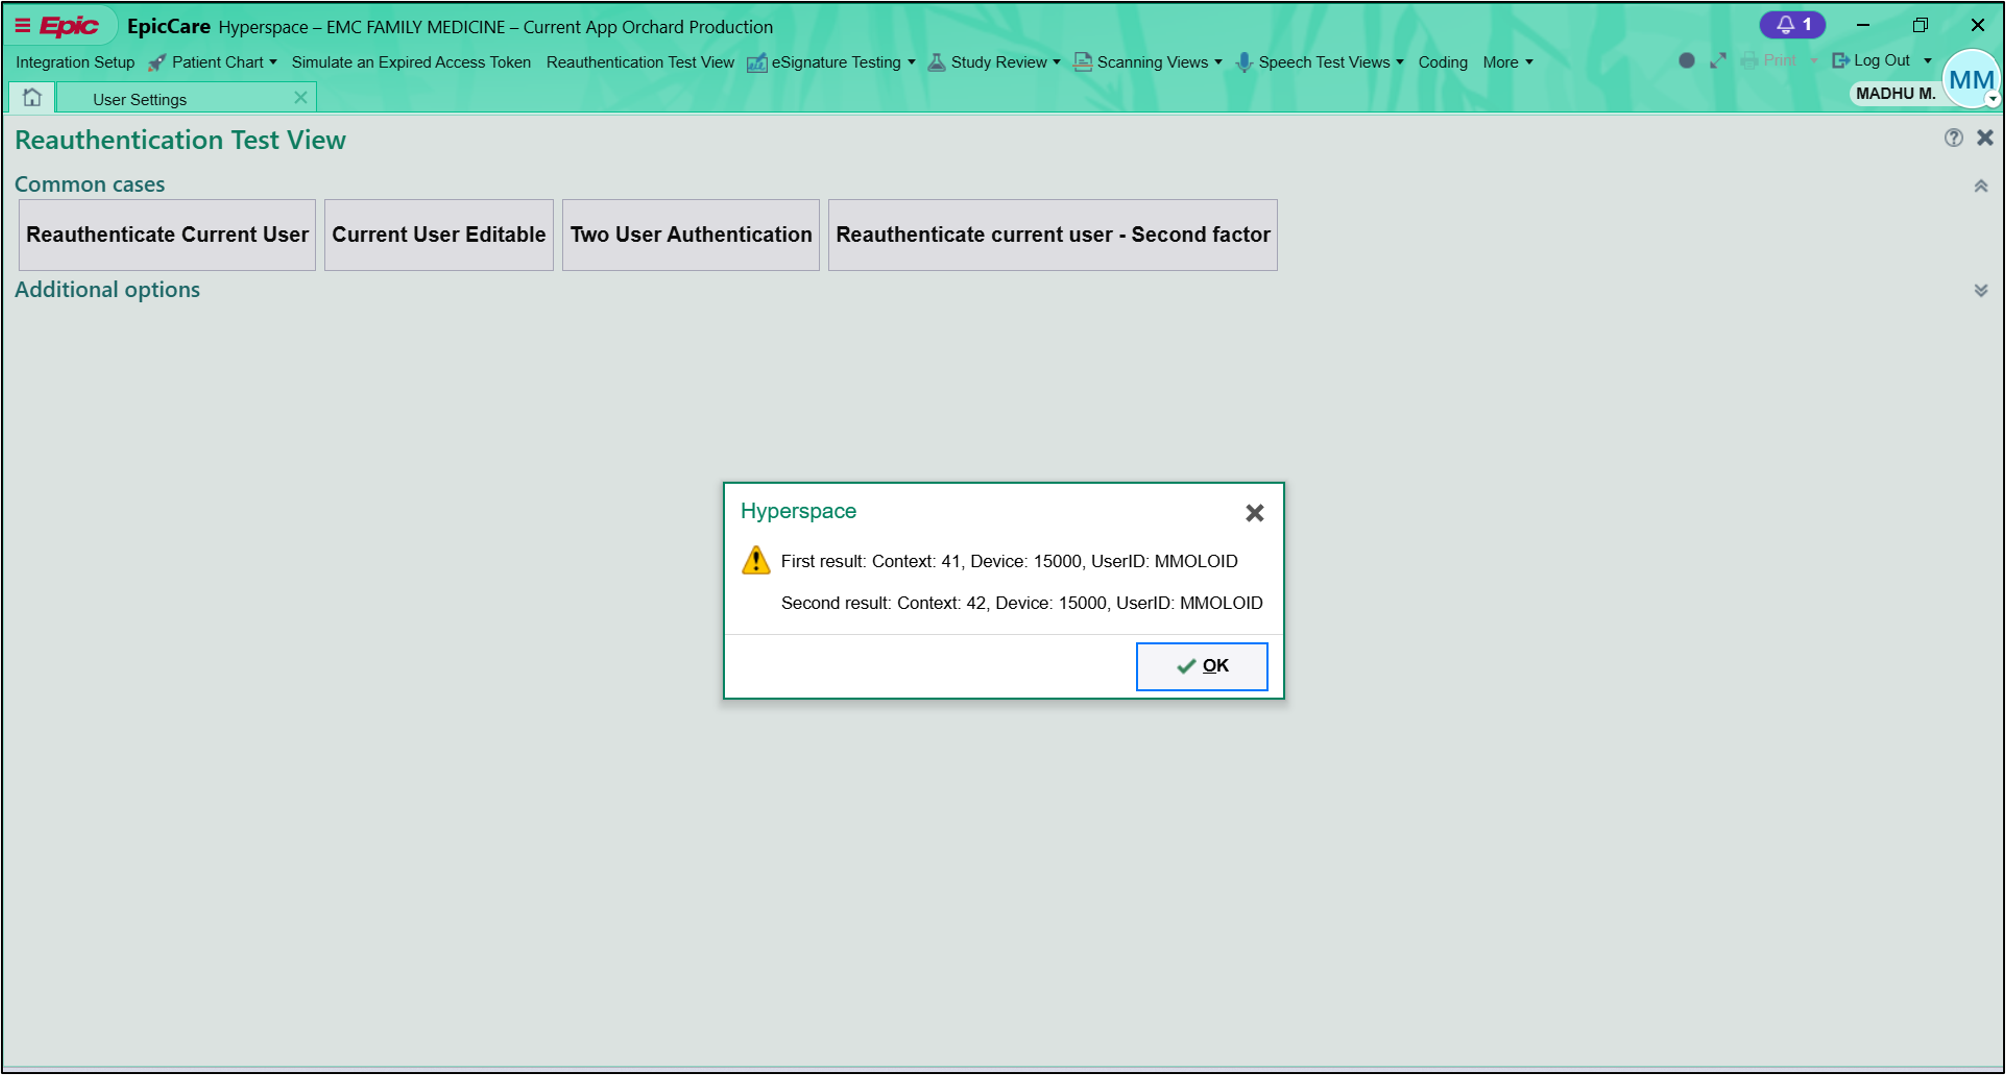 Epic EpicCare Hyperspace – EMC FAMILY MEDICINE – Current App Orchard Production 1
Integration Setup Patient Chart Simulate an Expired Access Token Reauthentication Test View eSignature Testing Study Review Scanning Views Speech Test Views Coding More Print Log Out
MM
User Settings
MADHU M.
Reauthentication Test View
Common cases
Reauthenticate Current User Current User Editable Two User Authentication Reauthenticate current user - Second factor
Additional options
Hyperspace
First result: Context: 41, Device: 15000, UserID: MMOLOID
Second result: Context: 42, Device: 15000, UserID: MMOLOID
OK